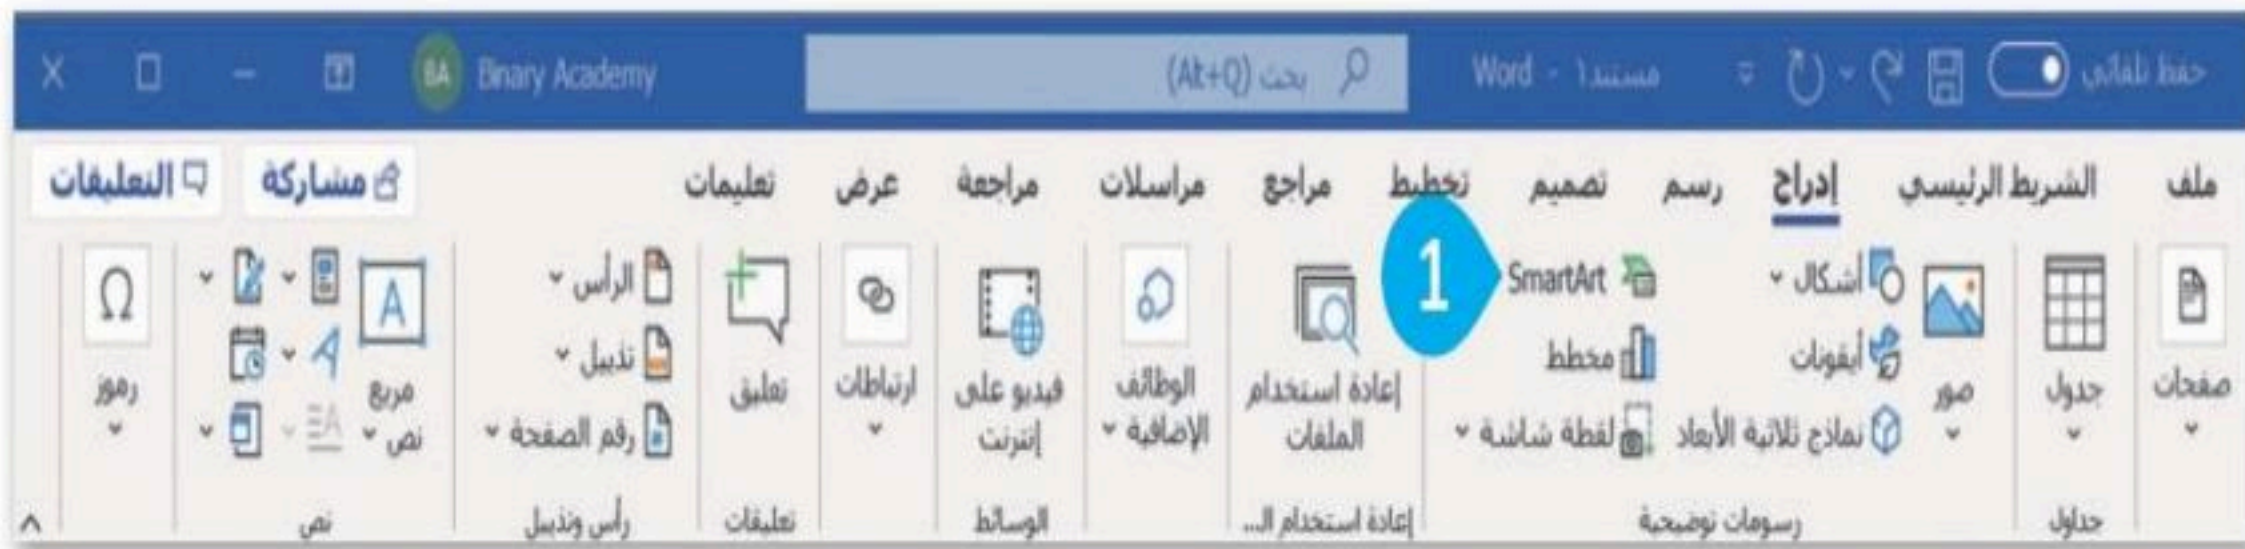 حفظ تلقائي
مستند١ - Word
بحث (Alt+Q)
Binary Academy
BA
ملف
الشريط الرئيسي
إدراج
رسم
تصميم
تخطيط
مراجع
مراسلات
مراجعة
عرض
تعليمات
مشاركة
التعليقات
صفحات
جدول
جداول
صور
أشكال
أيقونات
نماذج ثلاثية الأبعاد
SmartArt
مخطط
لقطة شاشة
رسومات توضيحية
1
إعادة استخدام
الملفات
إعادة استخدام ال...
الوظائف
الإضافية
فيديو على
إنترنت
الوسائط
ارتباطات
تعليق
تعليقات
الرأس
تذييل
رقم الصفحة
رأس وتذييل
مربع
نص
A
A
نص
Ω
رموز